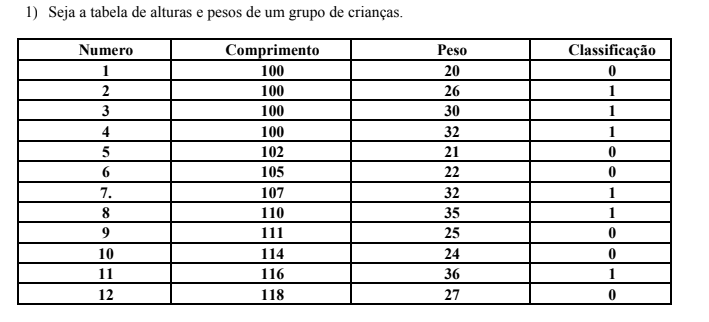 1) Seja a tabela de alturas e pesos de um grupo de crianças.
Numero Comprimento Peso Classificação
1 100 20 0
2 100 26 1
3 100 30 1
4 100 32 1
5 102 21 0
6 105 22 0
7. 107 32 1
8 110 35 1
9 111 25 0
10 114 24 0
11 116 36 1
12 118 27 0